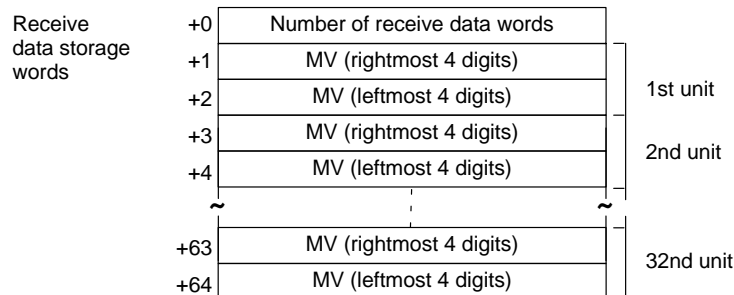 Receive
data storage
words
+0 Number of receive data words
+1 MV (rightmost 4 digits)
+2 MV (leftmost 4 digits)
1st unit
+3 MV (rightmost 4 digits)
+4 MV (leftmost 4 digits)
2nd unit
+63 MV (rightmost 4 digits)
+64 MV (leftmost 4 digits)
32nd unit